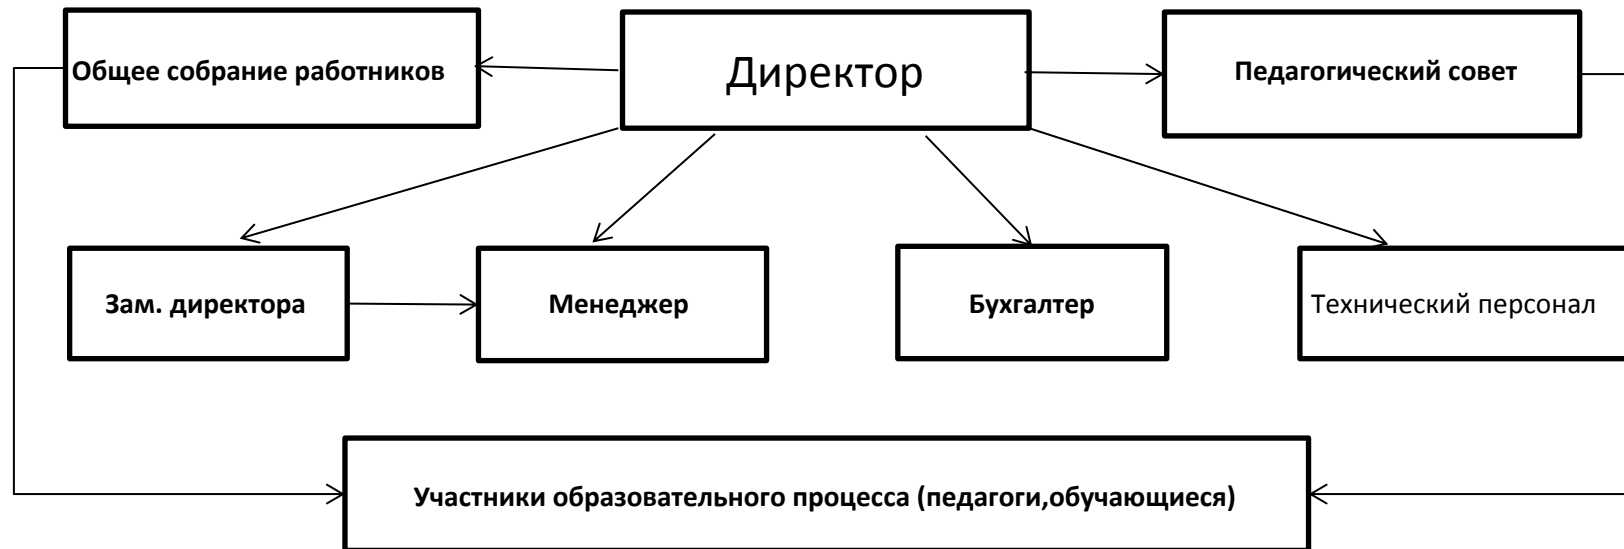 Общее собрание работников
Директор
Педагогический совет
Зам. директора
Менеджер
Бухгалтер
Технический персонал
Участники образовательного процесса (педагоги,обучающиеся)